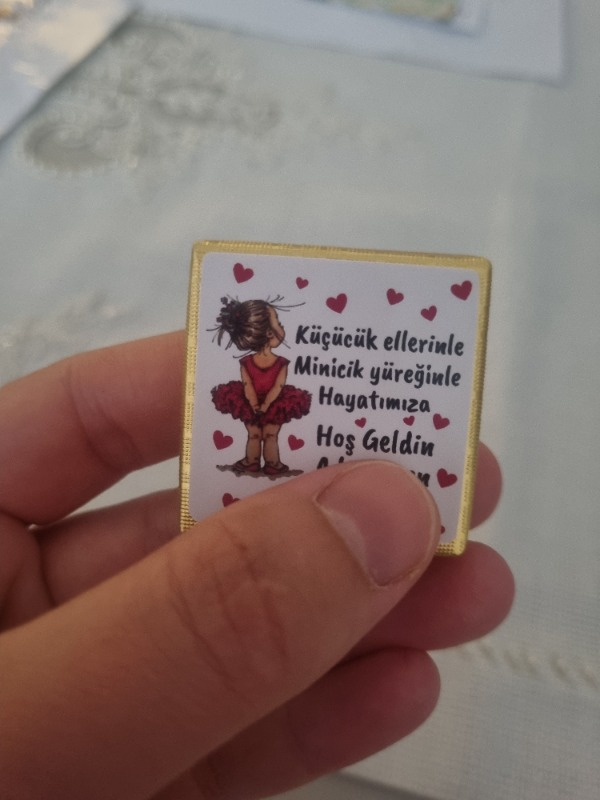 Küçücük ellerinle
Minicik yüreğinle
Hayatımıza
Hoş Geldin